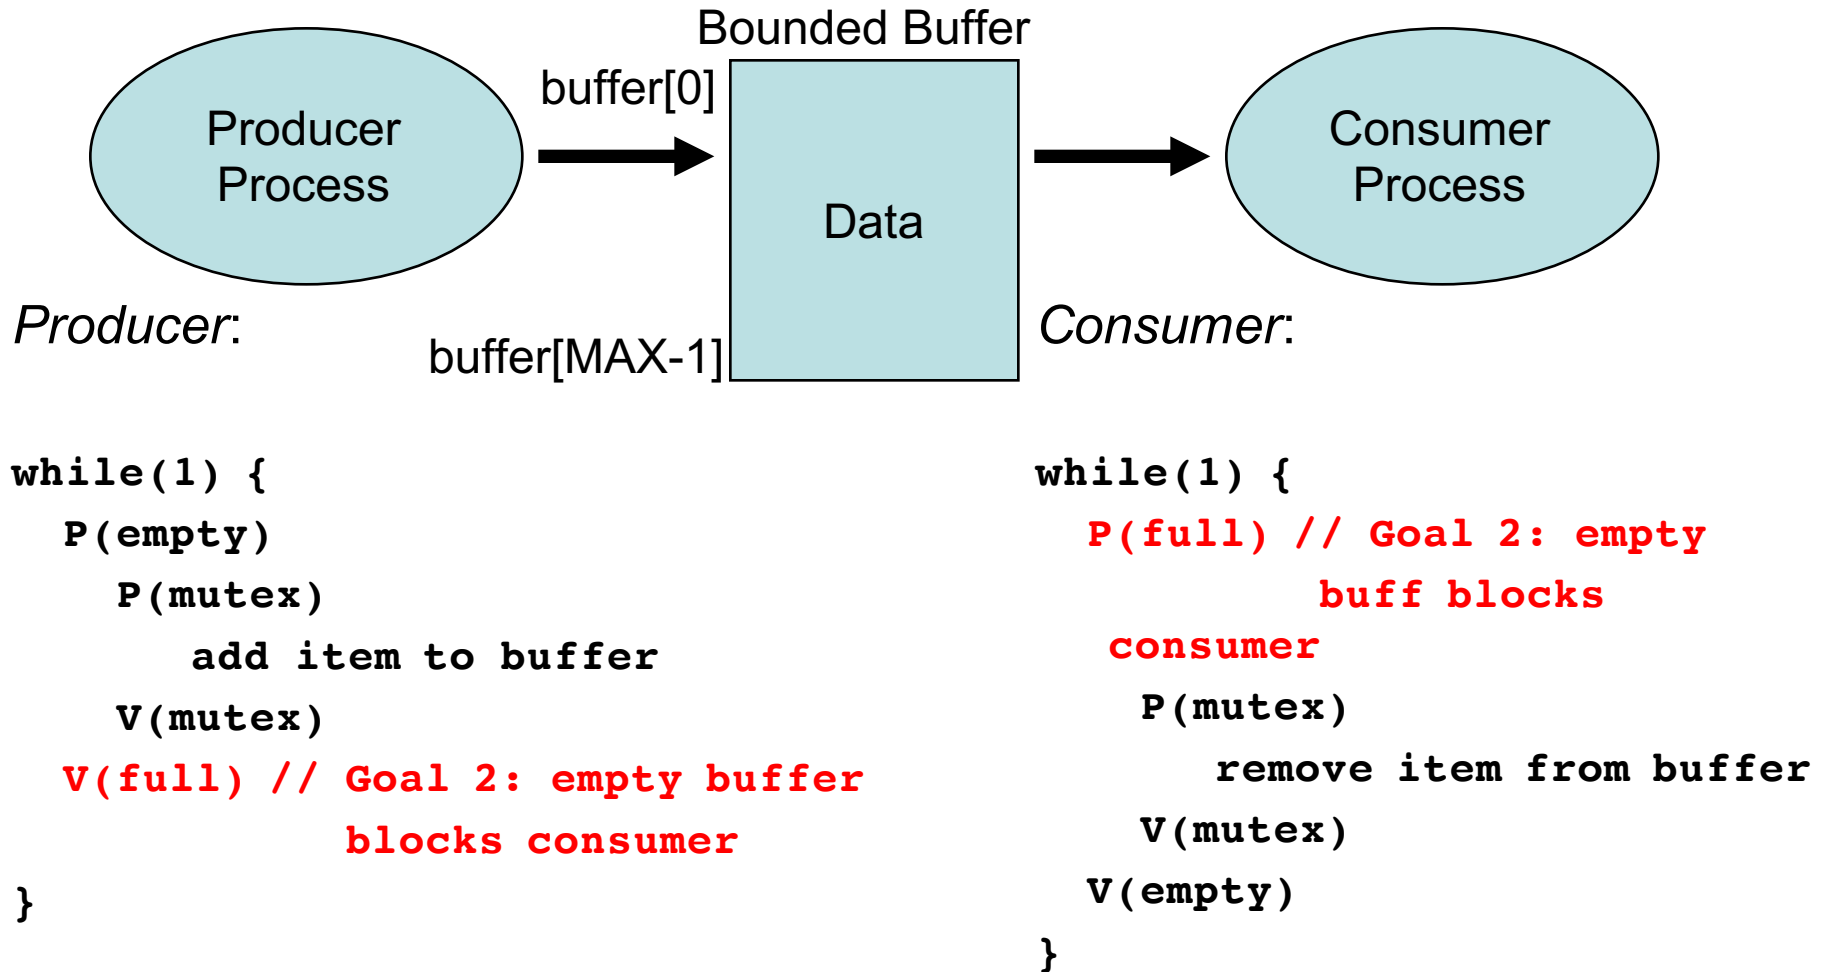 Bounded Buffer
buffer[0]
Producer
Process
Data
Consumer
Process
Producer:
buffer[MAX-1]
Consumer:
while(1) {
P(empty)
P(mutex)
add item to buffer
V(mutex)
V(full) // Goal 2: empty buffer
blocks consumer
}
while(1) {
P(full) // Goal 2: empty
buff blocks
consumer
P(mutex)
remove item from buffer
V(mutex)
V(empty)
}